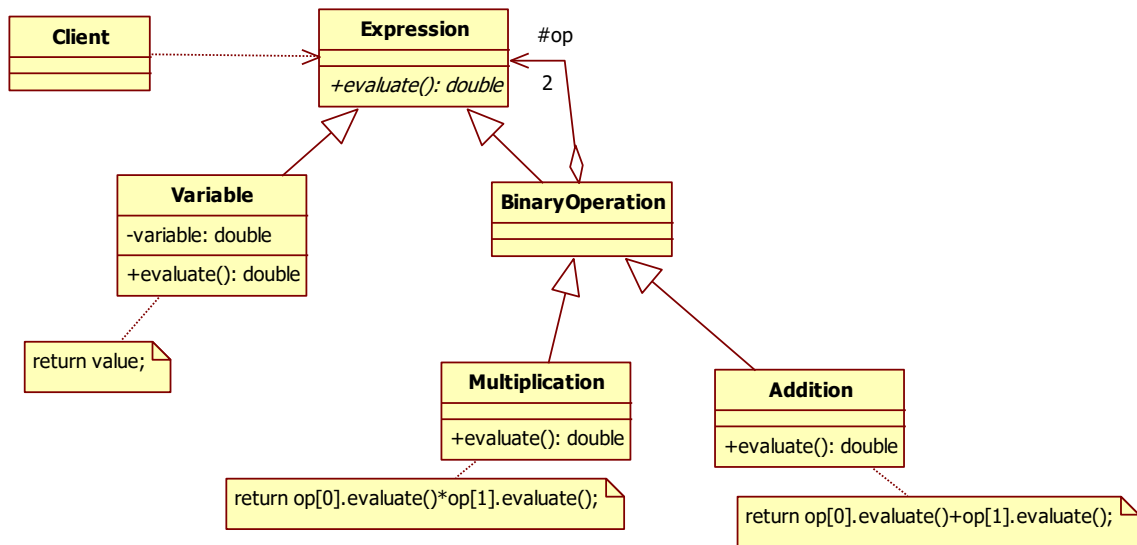 Client
Expression
+evaluate(): double
#op
2
Variable
-variable: double
+evaluate(): double
return value;
BinaryOperation
Multiplication
+evaluate(): double
return op[0].evaluate()*op[1].evaluate();
Addition
+evaluate(): double
return op[0].evaluate()+op[1].evaluate();